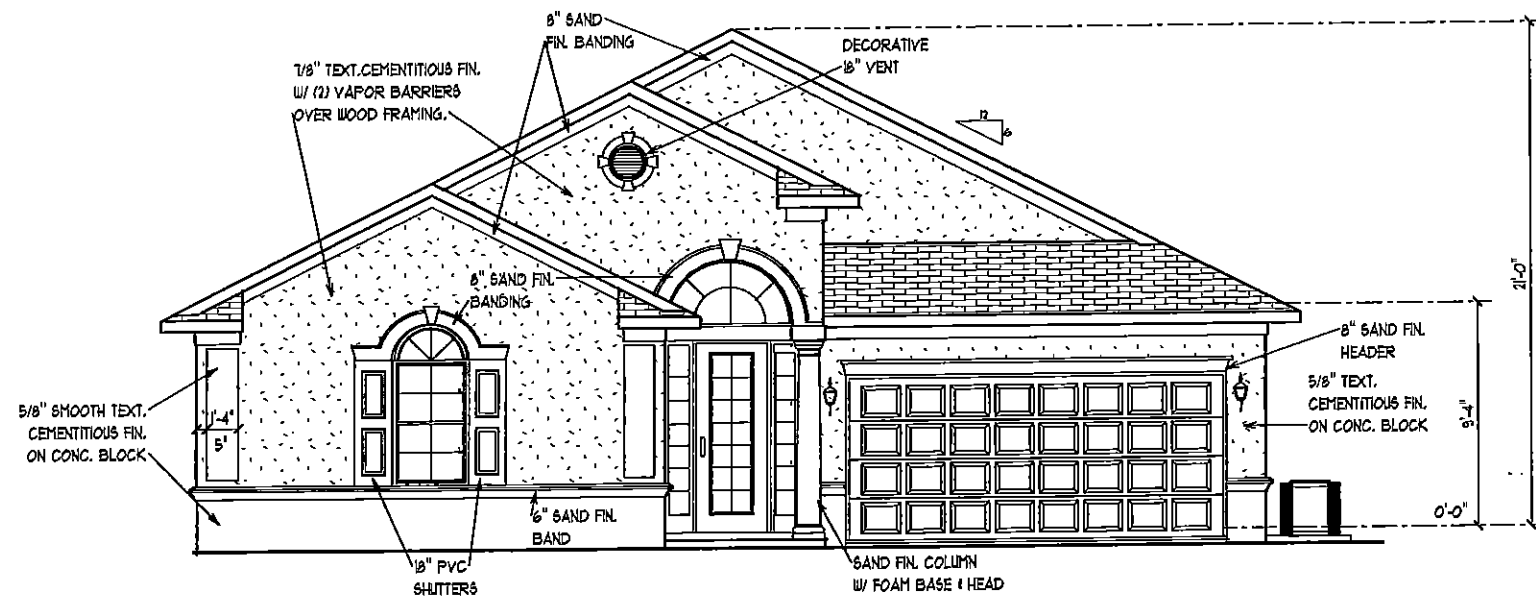 8" SAND
FIN. BANDING
DECORATIVE
18" VENT
7/8" TEXT.CEMENTITIOUS FIN.
W/ (2) VAPOR BARRIERS
OVER WOOD FRAMING.
12
6
21'-0"
8" SAND FIN.
BANDING
8" SAND FIN.
HEADER
5/8" TEXT.
CEMENTITIOUS FIN.
ON CONC. BLOCK
5/8" SMOOTH TEXT.
CEMENTITIOUS FIN.
ON CONC. BLOCK
1'-4"
5'
9'-4"
0'-0"
6" SAND FIN.
BAND
18" PVC
SHUTTERS
SAND FIN. COLUMN
W/ FOAM BASE & HEAD